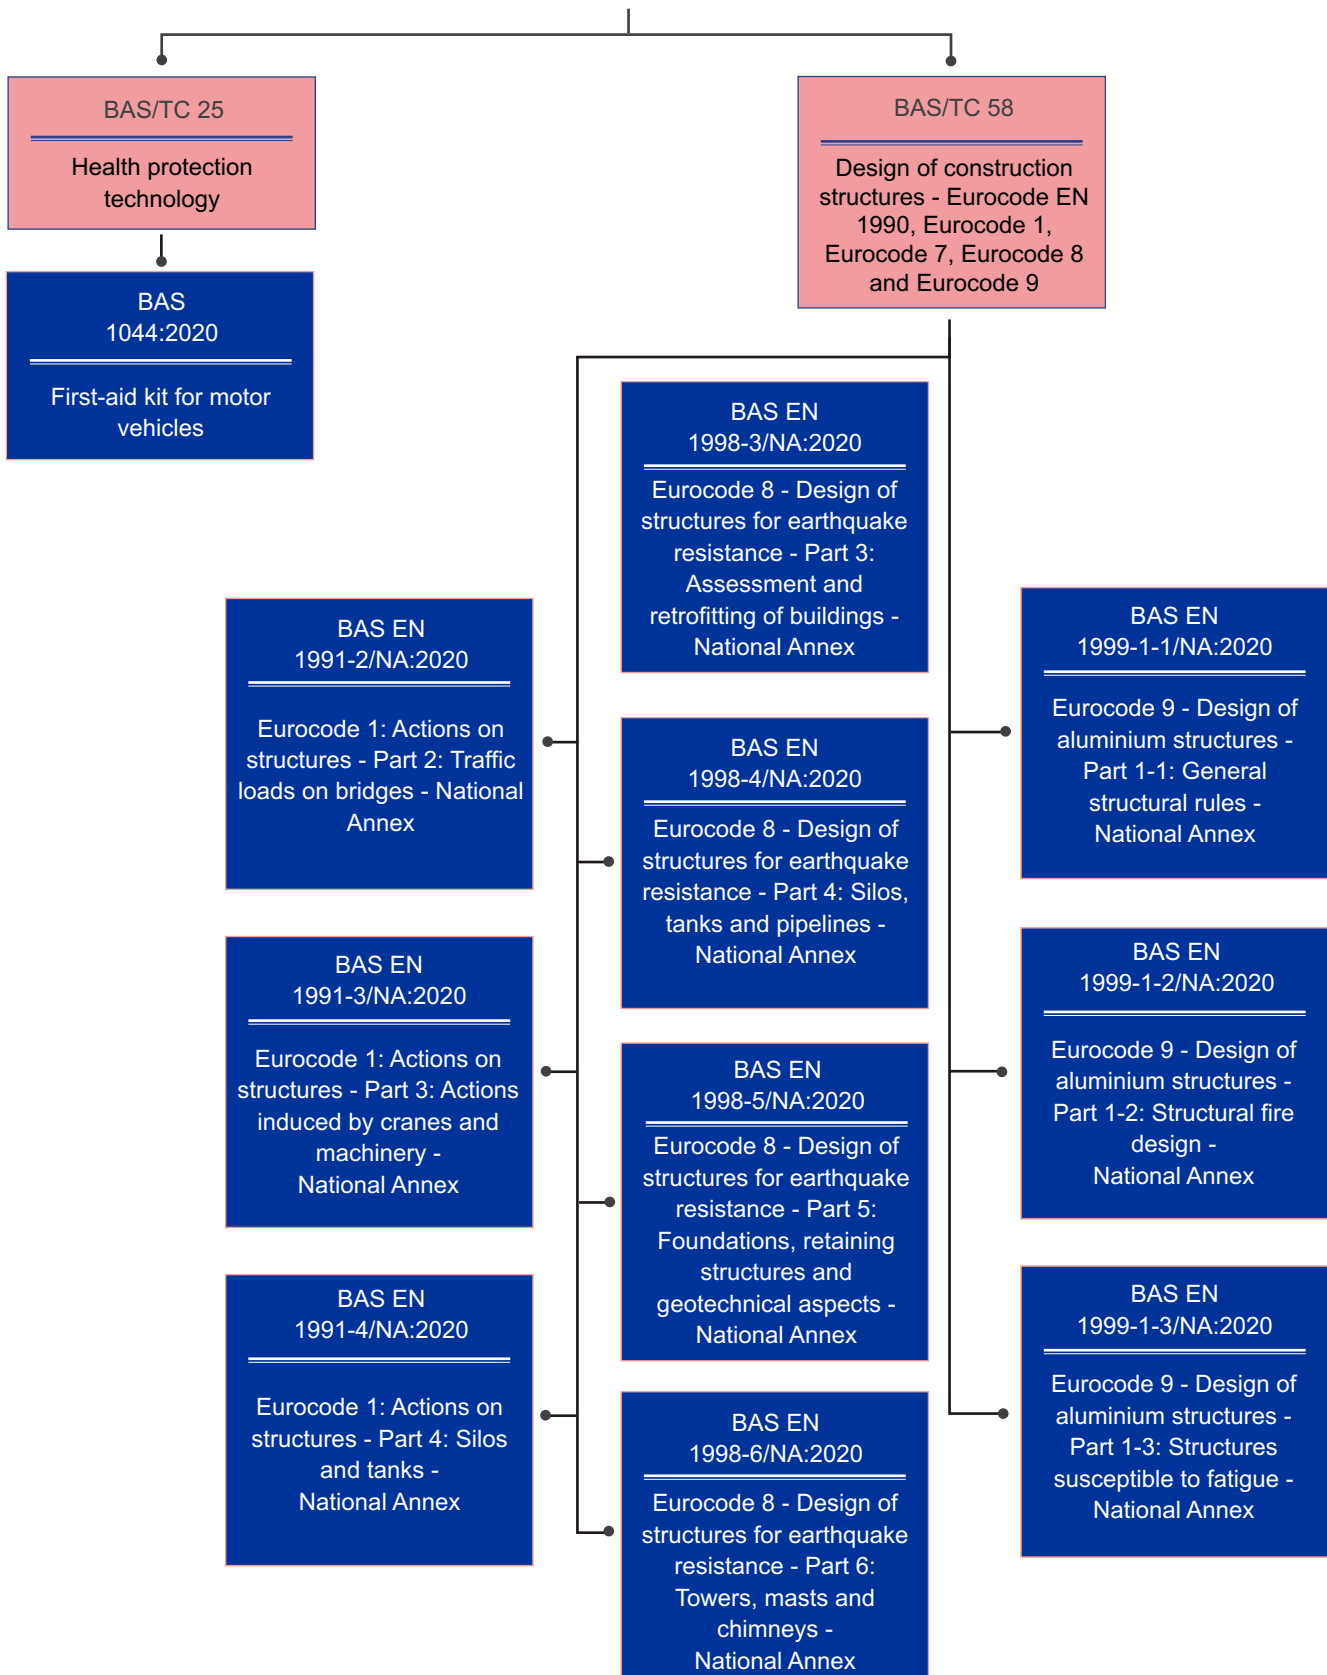 BAS/TC 25
Health protection
technology
BAS
1044:2020
First-aid kit for motor
vehicles
BAS/TC 58
Design of construction
structures - Eurocode EN
1990, Eurocode 1,
Eurocode 7, Eurocode 8
and Eurocode 9
BAS EN
1991-2/NA:2020
Eurocode 1: Actions on
structures - Part 2: Traffic
loads on bridges - National
Annex
BAS EN
1991-3/NA:2020
Eurocode 1: Actions on
structures - Part 3: Actions
induced by cranes and
machinery -
National Annex
BAS EN
1991-4/NA:2020
Eurocode 1: Actions on
structures - Part 4: Silos
and tanks -
National Annex
BAS EN
1998-3/NA:2020
Eurocode 8 - Design of
structures for earthquake
resistance - Part 3:
Assessment and
retrofitting of buildings -
National Annex
BAS EN
1998-4/NA:2020
Eurocode 8 - Design of
structures for earthquake
resistance - Part 4: Silos,
tanks and pipelines -
National Annex
BAS EN
1998-5/NA:2020
Eurocode 8 - Design of
structures for earthquake
resistance - Part 5:
Foundations, retaining
structures and
geotechnical aspects -
National Annex
BAS EN
1998-6/NA:2020
Eurocode 8 - Design of
structures for earthquake
resistance - Part 6:
Towers, masts and
chimneys -
National Annex
BAS EN
1999-1-1/NA:2020
Eurocode 9 - Design of
aluminium structures -
Part 1-1: General
structural rules -
National Annex
BAS EN
1999-1-2/NA:2020
Eurocode 9 - Design of
aluminium structures -
Part 1-2: Structural fire
design -
National Annex
BAS EN
1999-1-3/NA:2020
Eurocode 9 - Design of
aluminium structures -
Part 1-3: Structures
susceptible to fatigue -
National Annex